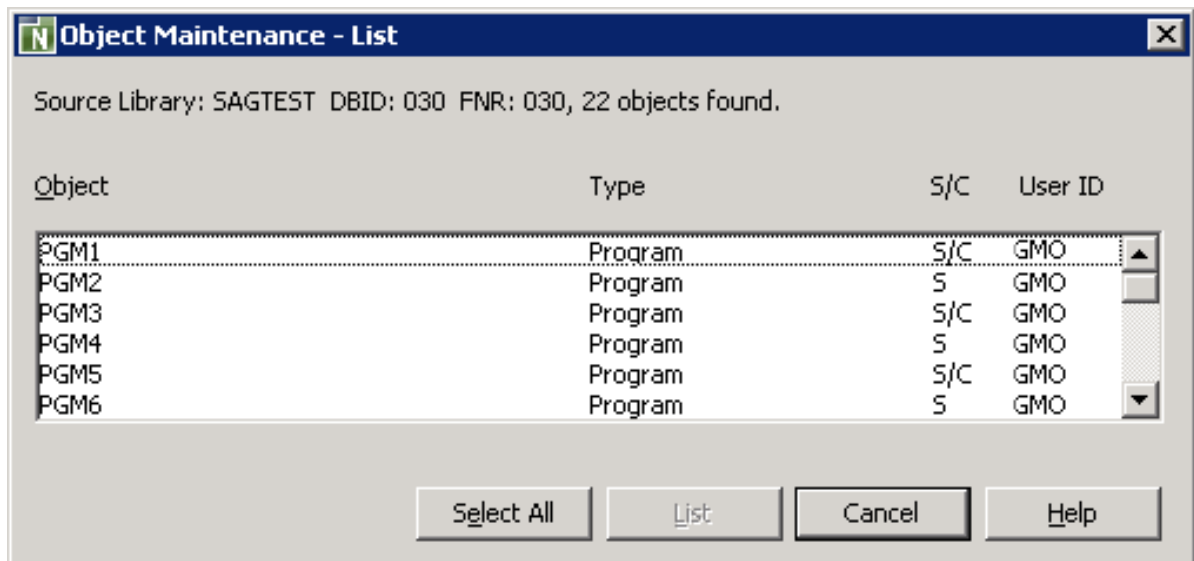 N Object Maintenance - List
Source Library: SAGTEST DBID: 030 FNR: 030, 22 objects found.
Object Type S/C User ID
PGM1 Program S/C GMO
PGM2 Program S GMO
PGM3 Program S/C GMO
PGM4 Program S GMO
PGM5 Program S/C GMO
PGM6 Program S GMO
Select All List Cancel Help